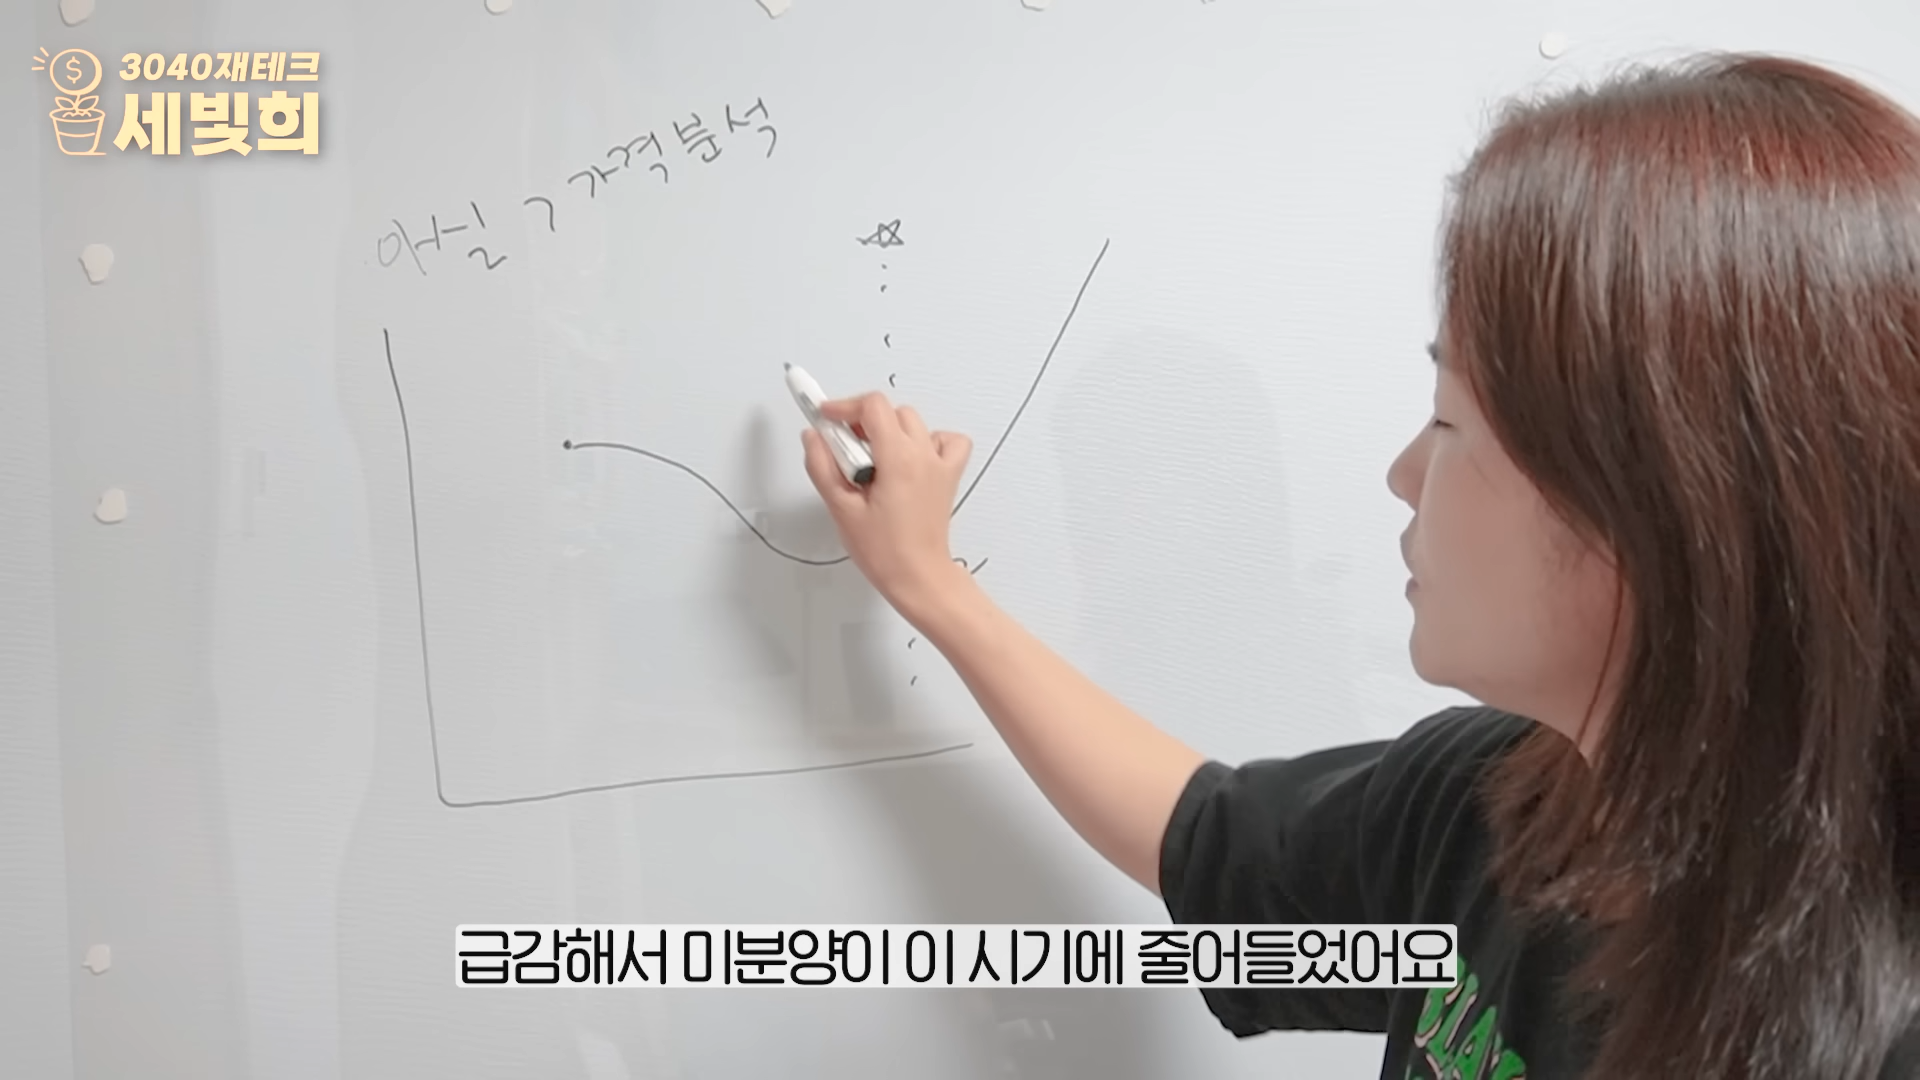 3040재테크
세빛희
아실 > 가격분석
급감해서 미분양이 이 시기에 줄어들었어요